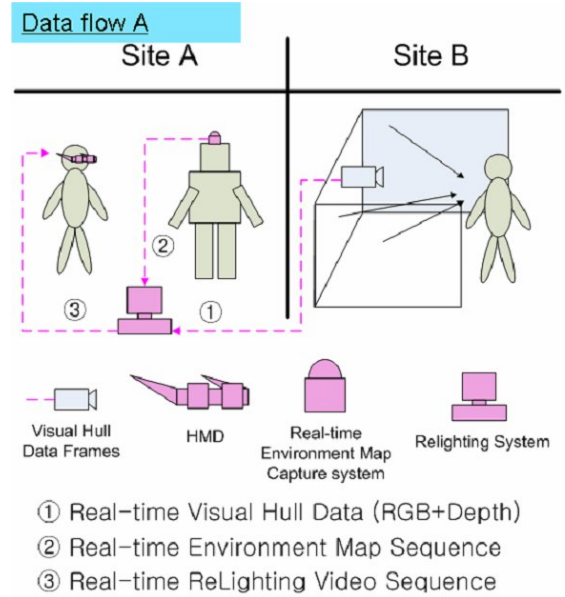 Data flow A
Site A
Site B
②
③
①
Visual Hull
Data Frames
HMD
Real-time
Environment Map
Capture system
Relighting System
① Real-time Visual Hull Data (RGB+Depth)
② Real-time Environment Map Sequence
③ Real-time ReLighting Video Sequence